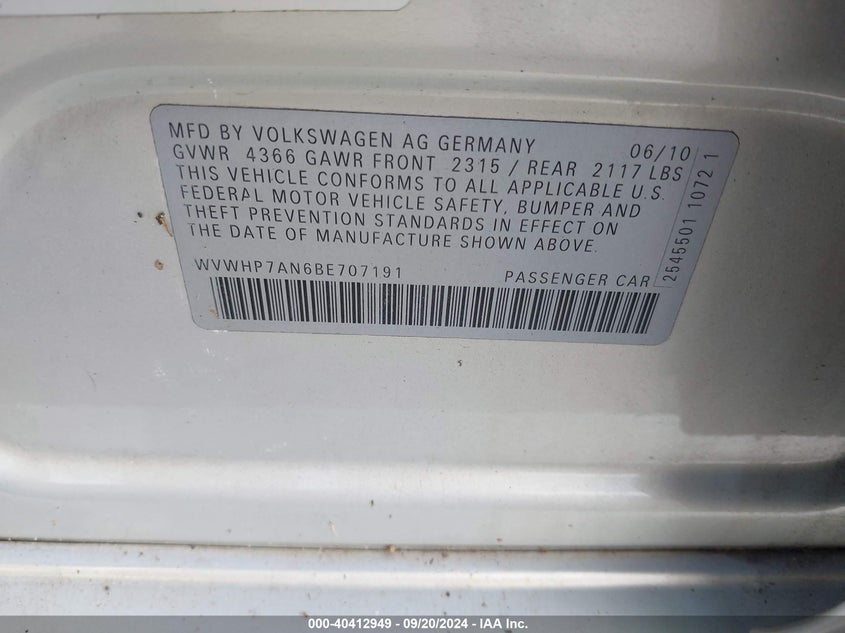 MFD BY VOLKSWAGEN AG GERMANY 06/10
GVWR 4366 GAWR FRONT 2315 / REAR 2117 LBS
THIS VEHICLE CONFORMS TO ALL APPLICABLE U.S.
FEDERAL MOTOR VEHICLE SAFETY, BUMPER AND
THEFT PREVENTION STANDARDS IN EFFECT ON
THE DATE OF MANUFACTURE SHOWN ABOVE.
WVWHP7AN6BE707191 PASSENGER CAR
2545501 1072 1
000-40412949 - 09/20/2024 - IAA Inc.